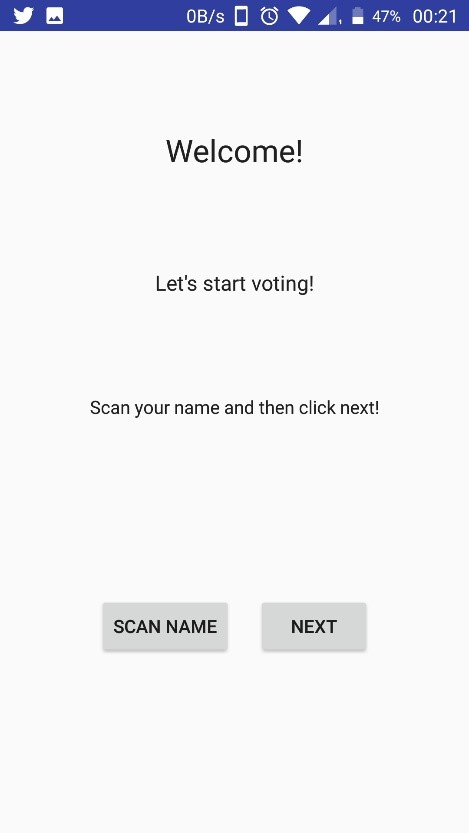 0B/s 47% 00:21
Welcome!
Let's start voting!
Scan your name and then click next!
SCAN NAME NEXT